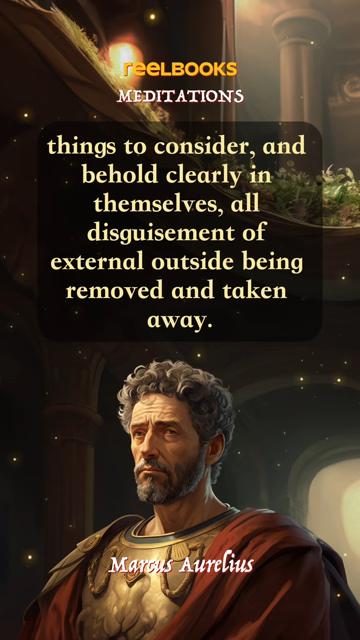 reelbooks
MEDITATIONS
things to consider, and
behold clearly in
themselves, all
disguisement of
external outside being
removed and taken
away.
Marcus Aurelius